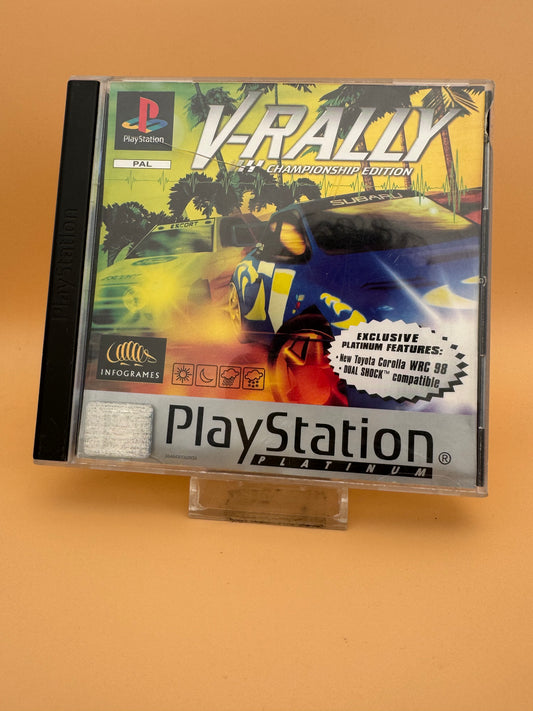 PlayStation
PlayStation
PAL
V-RALLY
CHAMPIONSHIP EDITION
SUBARU
ESCORT
EXCLUSIVE
PLATINUM FEATURES:
• New Toyota Corolla WRC 98
• DUAL SHOCK™ compatible
INFOGRAMES
PlayStation®
PLATINUM